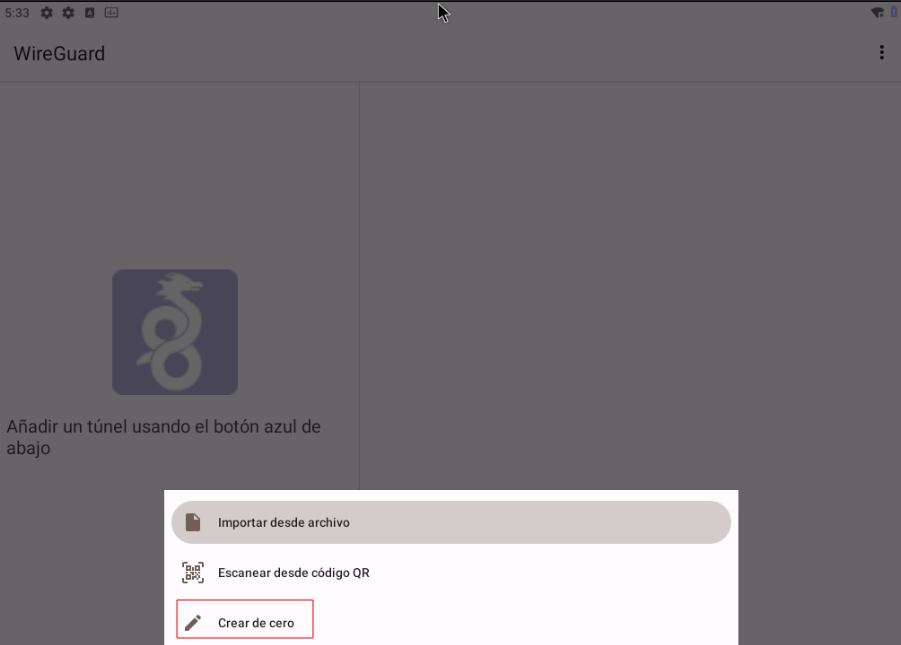 5:33
WireGuard
Añadir un túnel usando el botón azul de
abajo
Importar desde archivo
Escanear desde código QR
Crear de cero